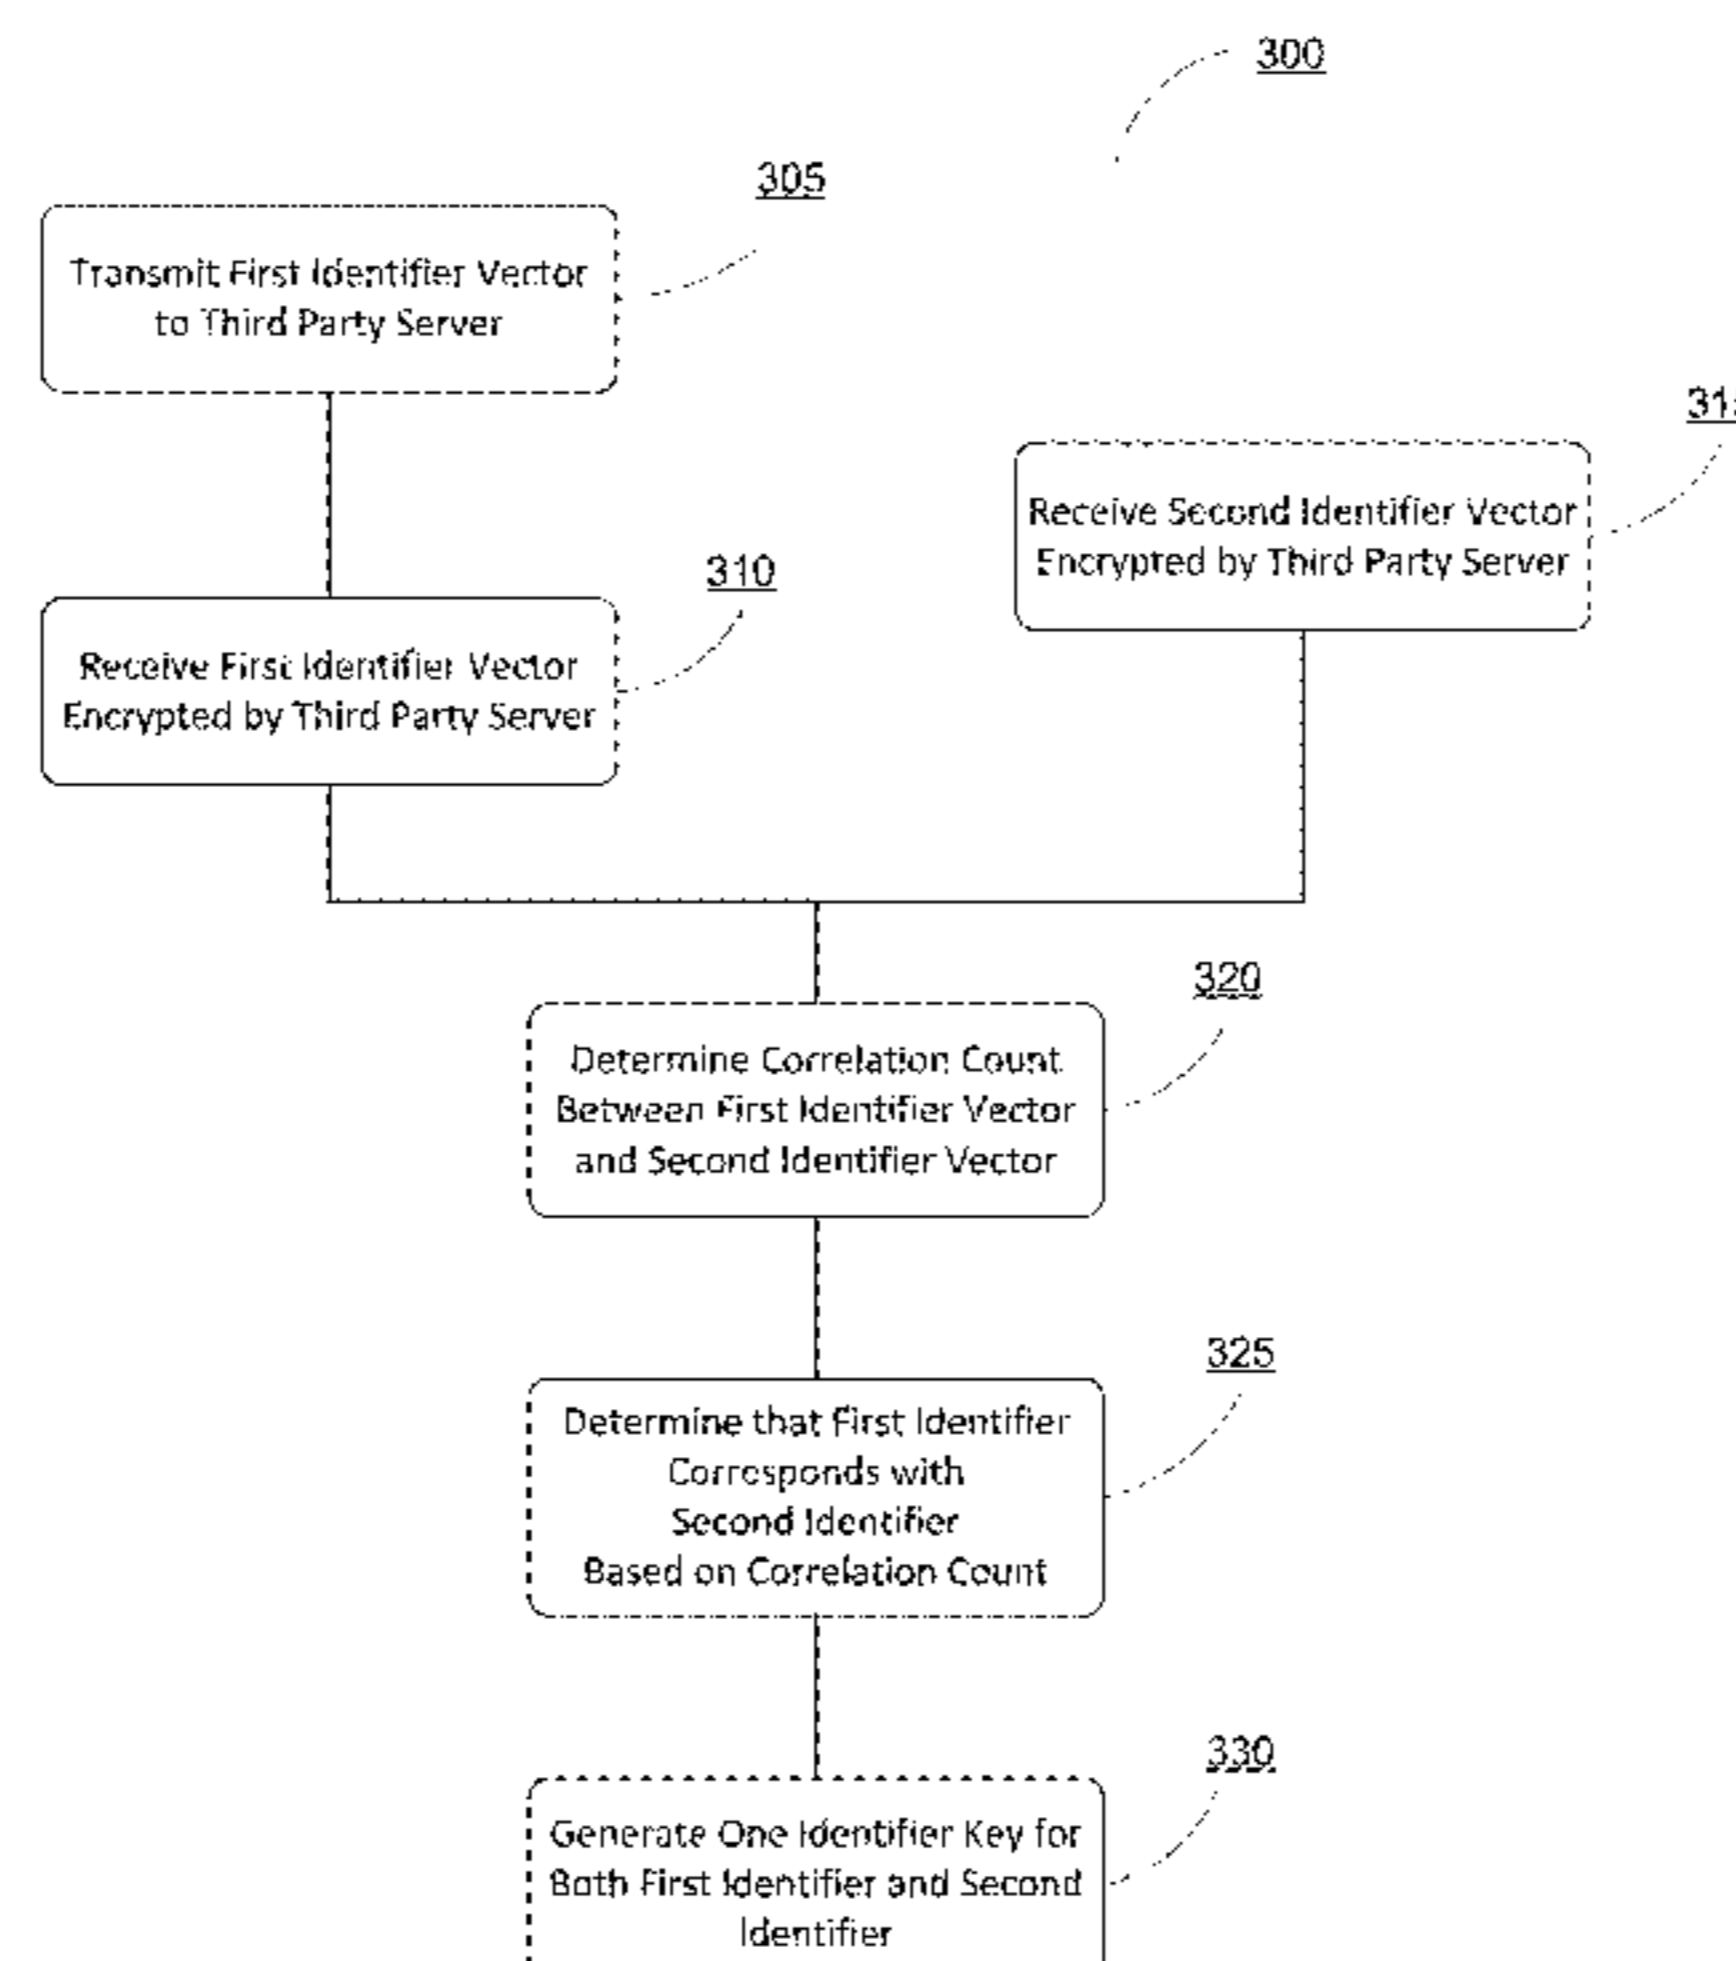 300
305
Transmit First Identifier Vector
to Third Party Server
Receive Second Identifier Vector
Encrypted by Third Party Server
310
Receive First Identifier Vector
Encrypted by Third Party Server
320
Determine Correlation Count
Between First Identifier Vector
and Second Identifier Vector
325
Determine that First Identifier
Corresponds with
Second Identifier
Based on Correlation Count
330
Generate One Identifier Key for
Both First Identifier and Second
Identifier